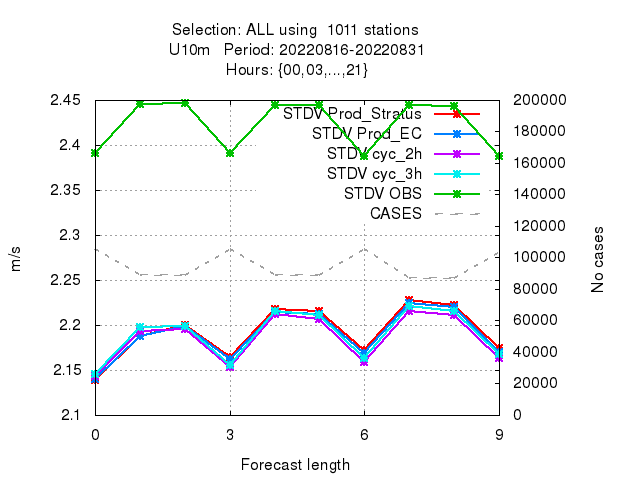 Selection: ALL using  1011 stations
U10m   Period: 20220816-20220831
Hours: {00,03,...,21}
STDV Prod_Stratus
STDV Prod_EC
STDV cyc_2h
STDV cyc_3h
STDV OBS
CASES
2.45
2.4
2.35
2.3
2.25
2.2
2.15
2.1
m/s
200000
180000
160000
140000
120000
100000
80000
60000
40000
20000
0
No cases
0
3
6
9
Forecast length